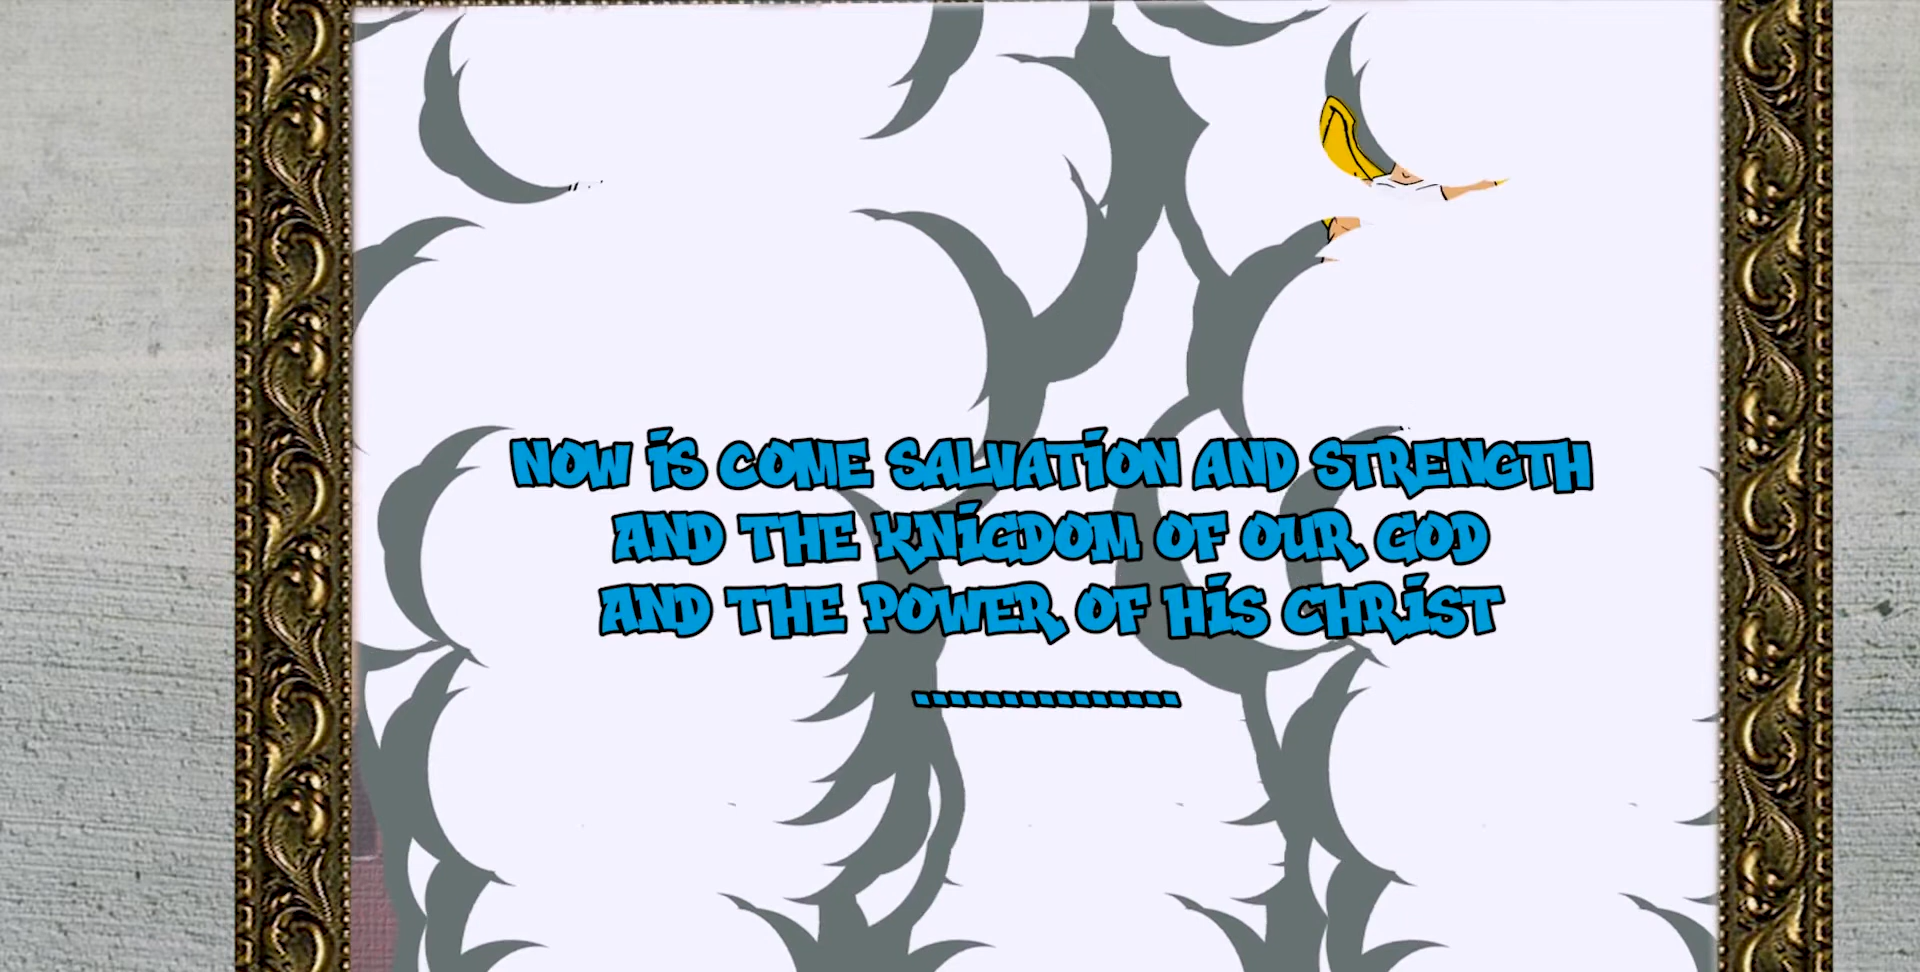 NOW iS COME SALVATiON AND STRENGTH
AND THE KNiGDOM OF OUR GOD
AND THE POWER OF HiS CHRiST
...............